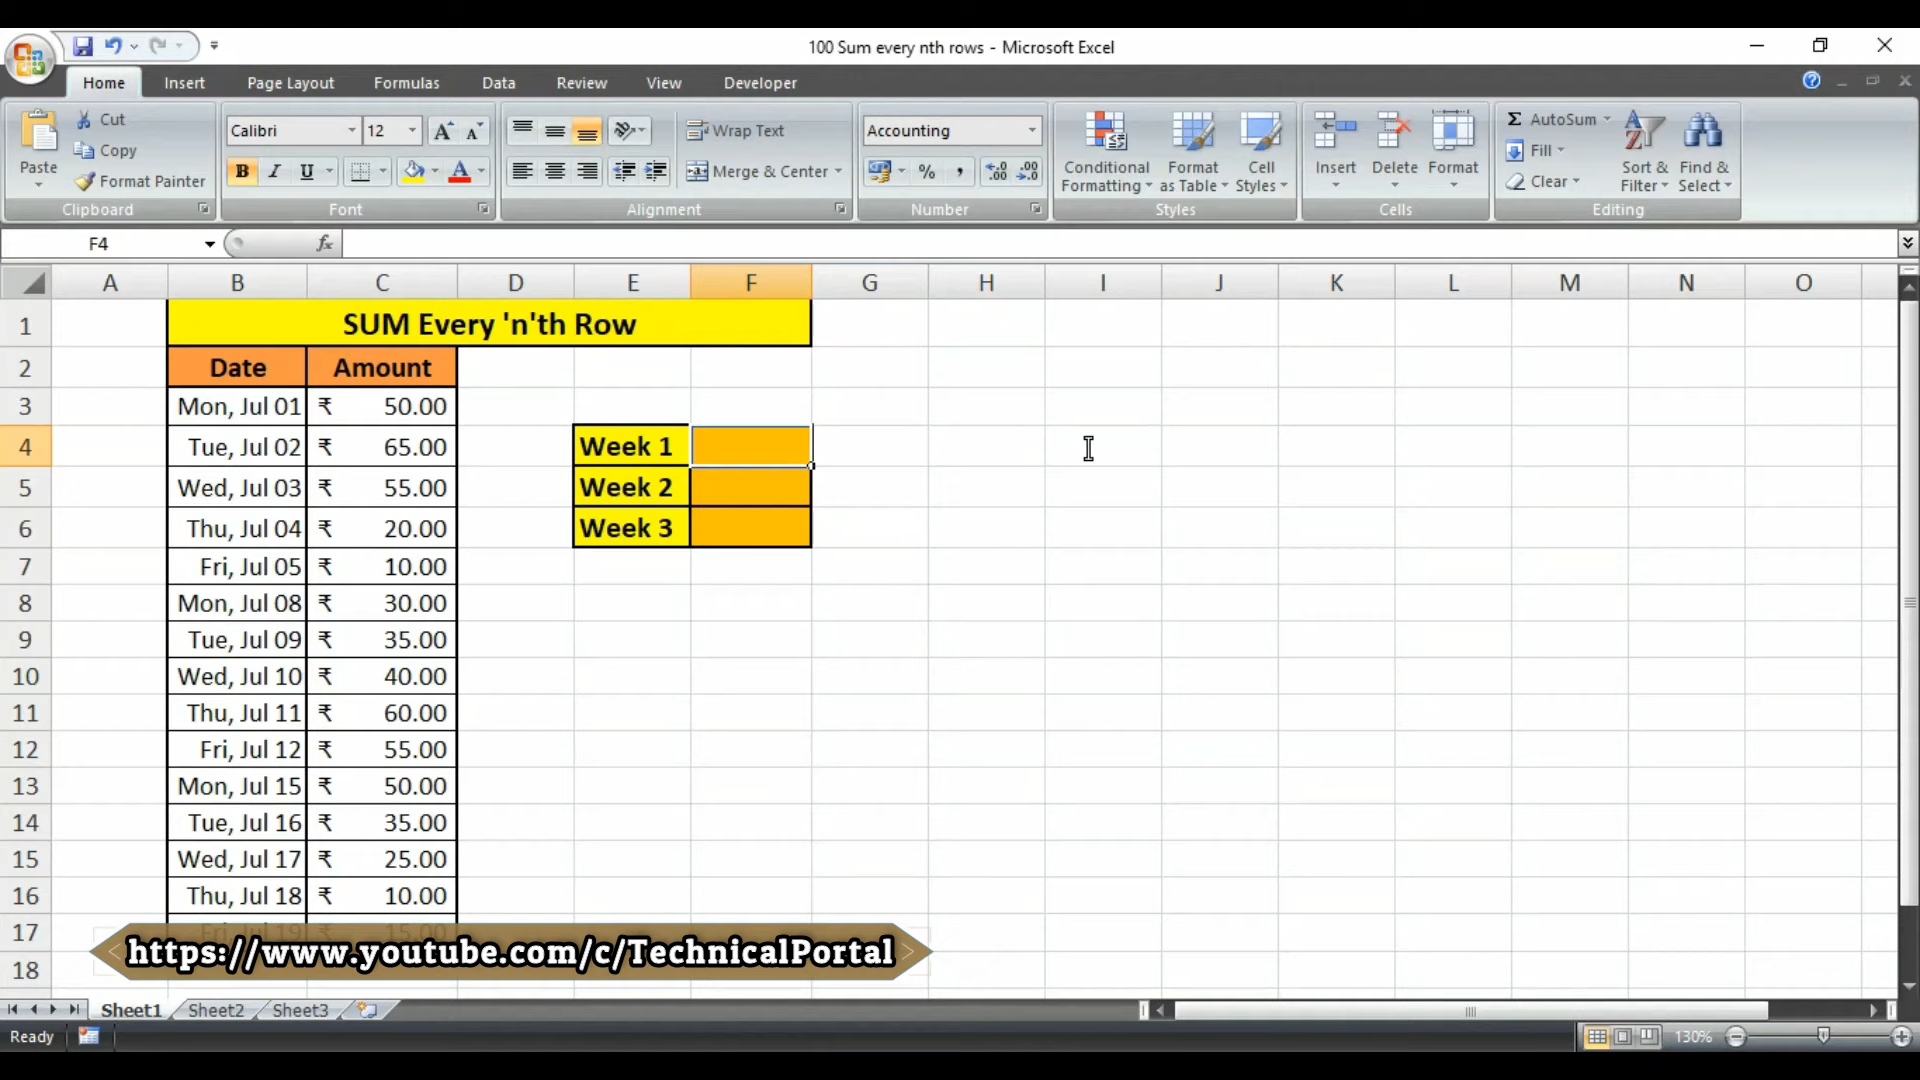 100 Sum every nth rows - Microsoft Excel
Home Insert Page Layout Formulas Data Review View Developer
Paste
Cut
Copy
Format Painter
Clipboard
Calibri 12
B I U
Font
Wrap Text
Merge & Center
Alignment
Accounting
%
Number
Conditional Formatting
Format as Table
Cell Styles
Styles
Insert Delete Format
Cells
Σ AutoSum
Fill
Clear
Sort & Filter
Find & Select
Editing
F4 fx
A B C D E F G H I J K L M N O
1 SUM Every 'n'th Row
2 Date Amount
3 Mon, Jul 01 ₹ 50.00
4 Tue, Jul 02 ₹ 65.00 Week 1
5 Wed, Jul 03 ₹ 55.00 Week 2
6 Thu, Jul 04 ₹ 20.00 Week 3
7 Fri, Jul 05 ₹ 10.00
8 Mon, Jul 08 ₹ 30.00
9 Tue, Jul 09 ₹ 35.00
10 Wed, Jul 10 ₹ 40.00
11 Thu, Jul 11 ₹ 60.00
12 Fri, Jul 12 ₹ 55.00
13 Mon, Jul 15 ₹ 50.00
14 Tue, Jul 16 ₹ 35.00
15 Wed, Jul 17 ₹ 25.00
16 Thu, Jul 18 ₹ 10.00
17 Fri, Jul 19 ₹ 15.00
https://www.youtube.com/c/TechnicalPortal
18
Sheet1 Sheet2 Sheet3
Ready 130%